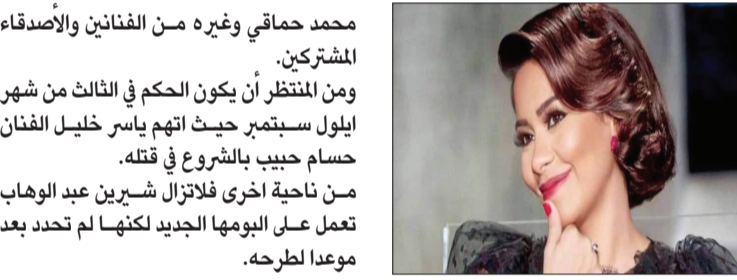 محمد حماقي وغيره من الفنانين والأصدقاء
المشتركين.
ومن المنتظر أن يكون الحكم في الثالث من شهر
ايلول سبتمبر حيث اتهم ياسر خليل الفنان
حسام حبيب بالشروع في قتله.
من ناحية اخرى فلاتزال شيرين عبد الوهاب
تعمل على البومها الجديد لكنها لم تحدد بعد
موعدا لطرحه.